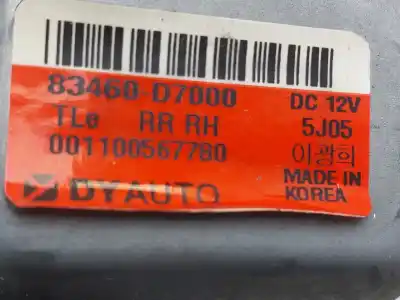 83460-D7000 DC 12V
TLe RR RH 5J05
001100567780 이광희
MADE IN
DYAUTO KOREA